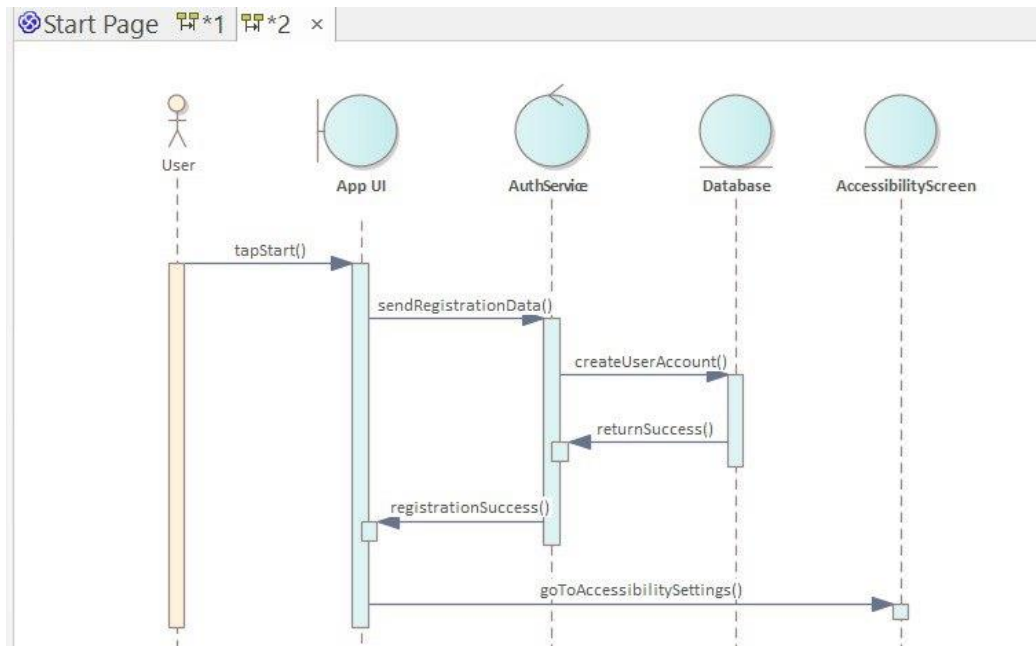 Start Page *1 *2 ×
User
App UI AuthService Database AccessibilityScreen
tapStart()
sendRegistrationData()
createUserAccount()
returnSuccess()
registrationSuccess()
goToAccessibilitySettings()